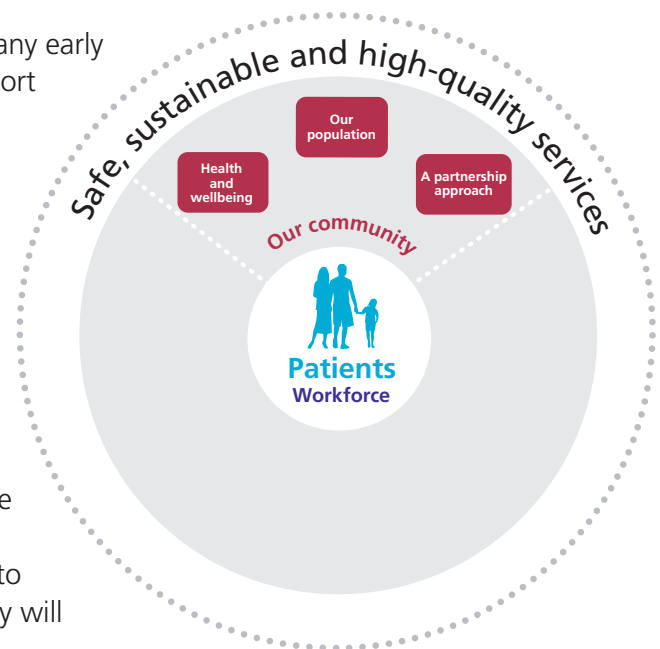 any early
ort
Safe, sustainable and high-quality services
Our
population
Health
and
wellbeing
A partnership
approach
Our community
Patients
Workforce
e
to
y will